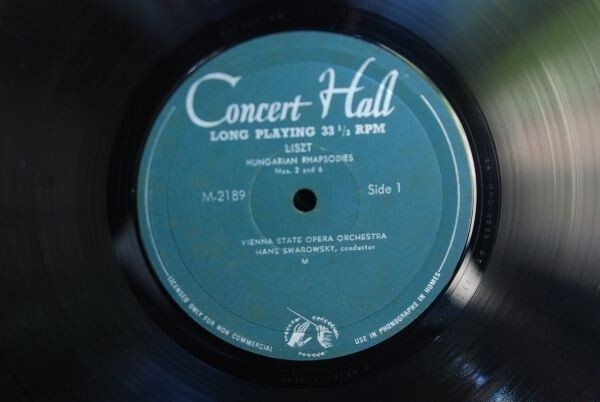 Concert Hall
LONG PLAYING 33 1/3 RPM
LISZT
HUNGARIAN RHAPSODIES
Nos. 2 and 6
M-2189 Side 1
VIENNA STATE OPERA ORCHESTRA
HANS SWAROWSKY, conductor
M
LICENSED ONLY FOR NON COMMERCIAL USE IN PHONOGRAPHS IN HOMES